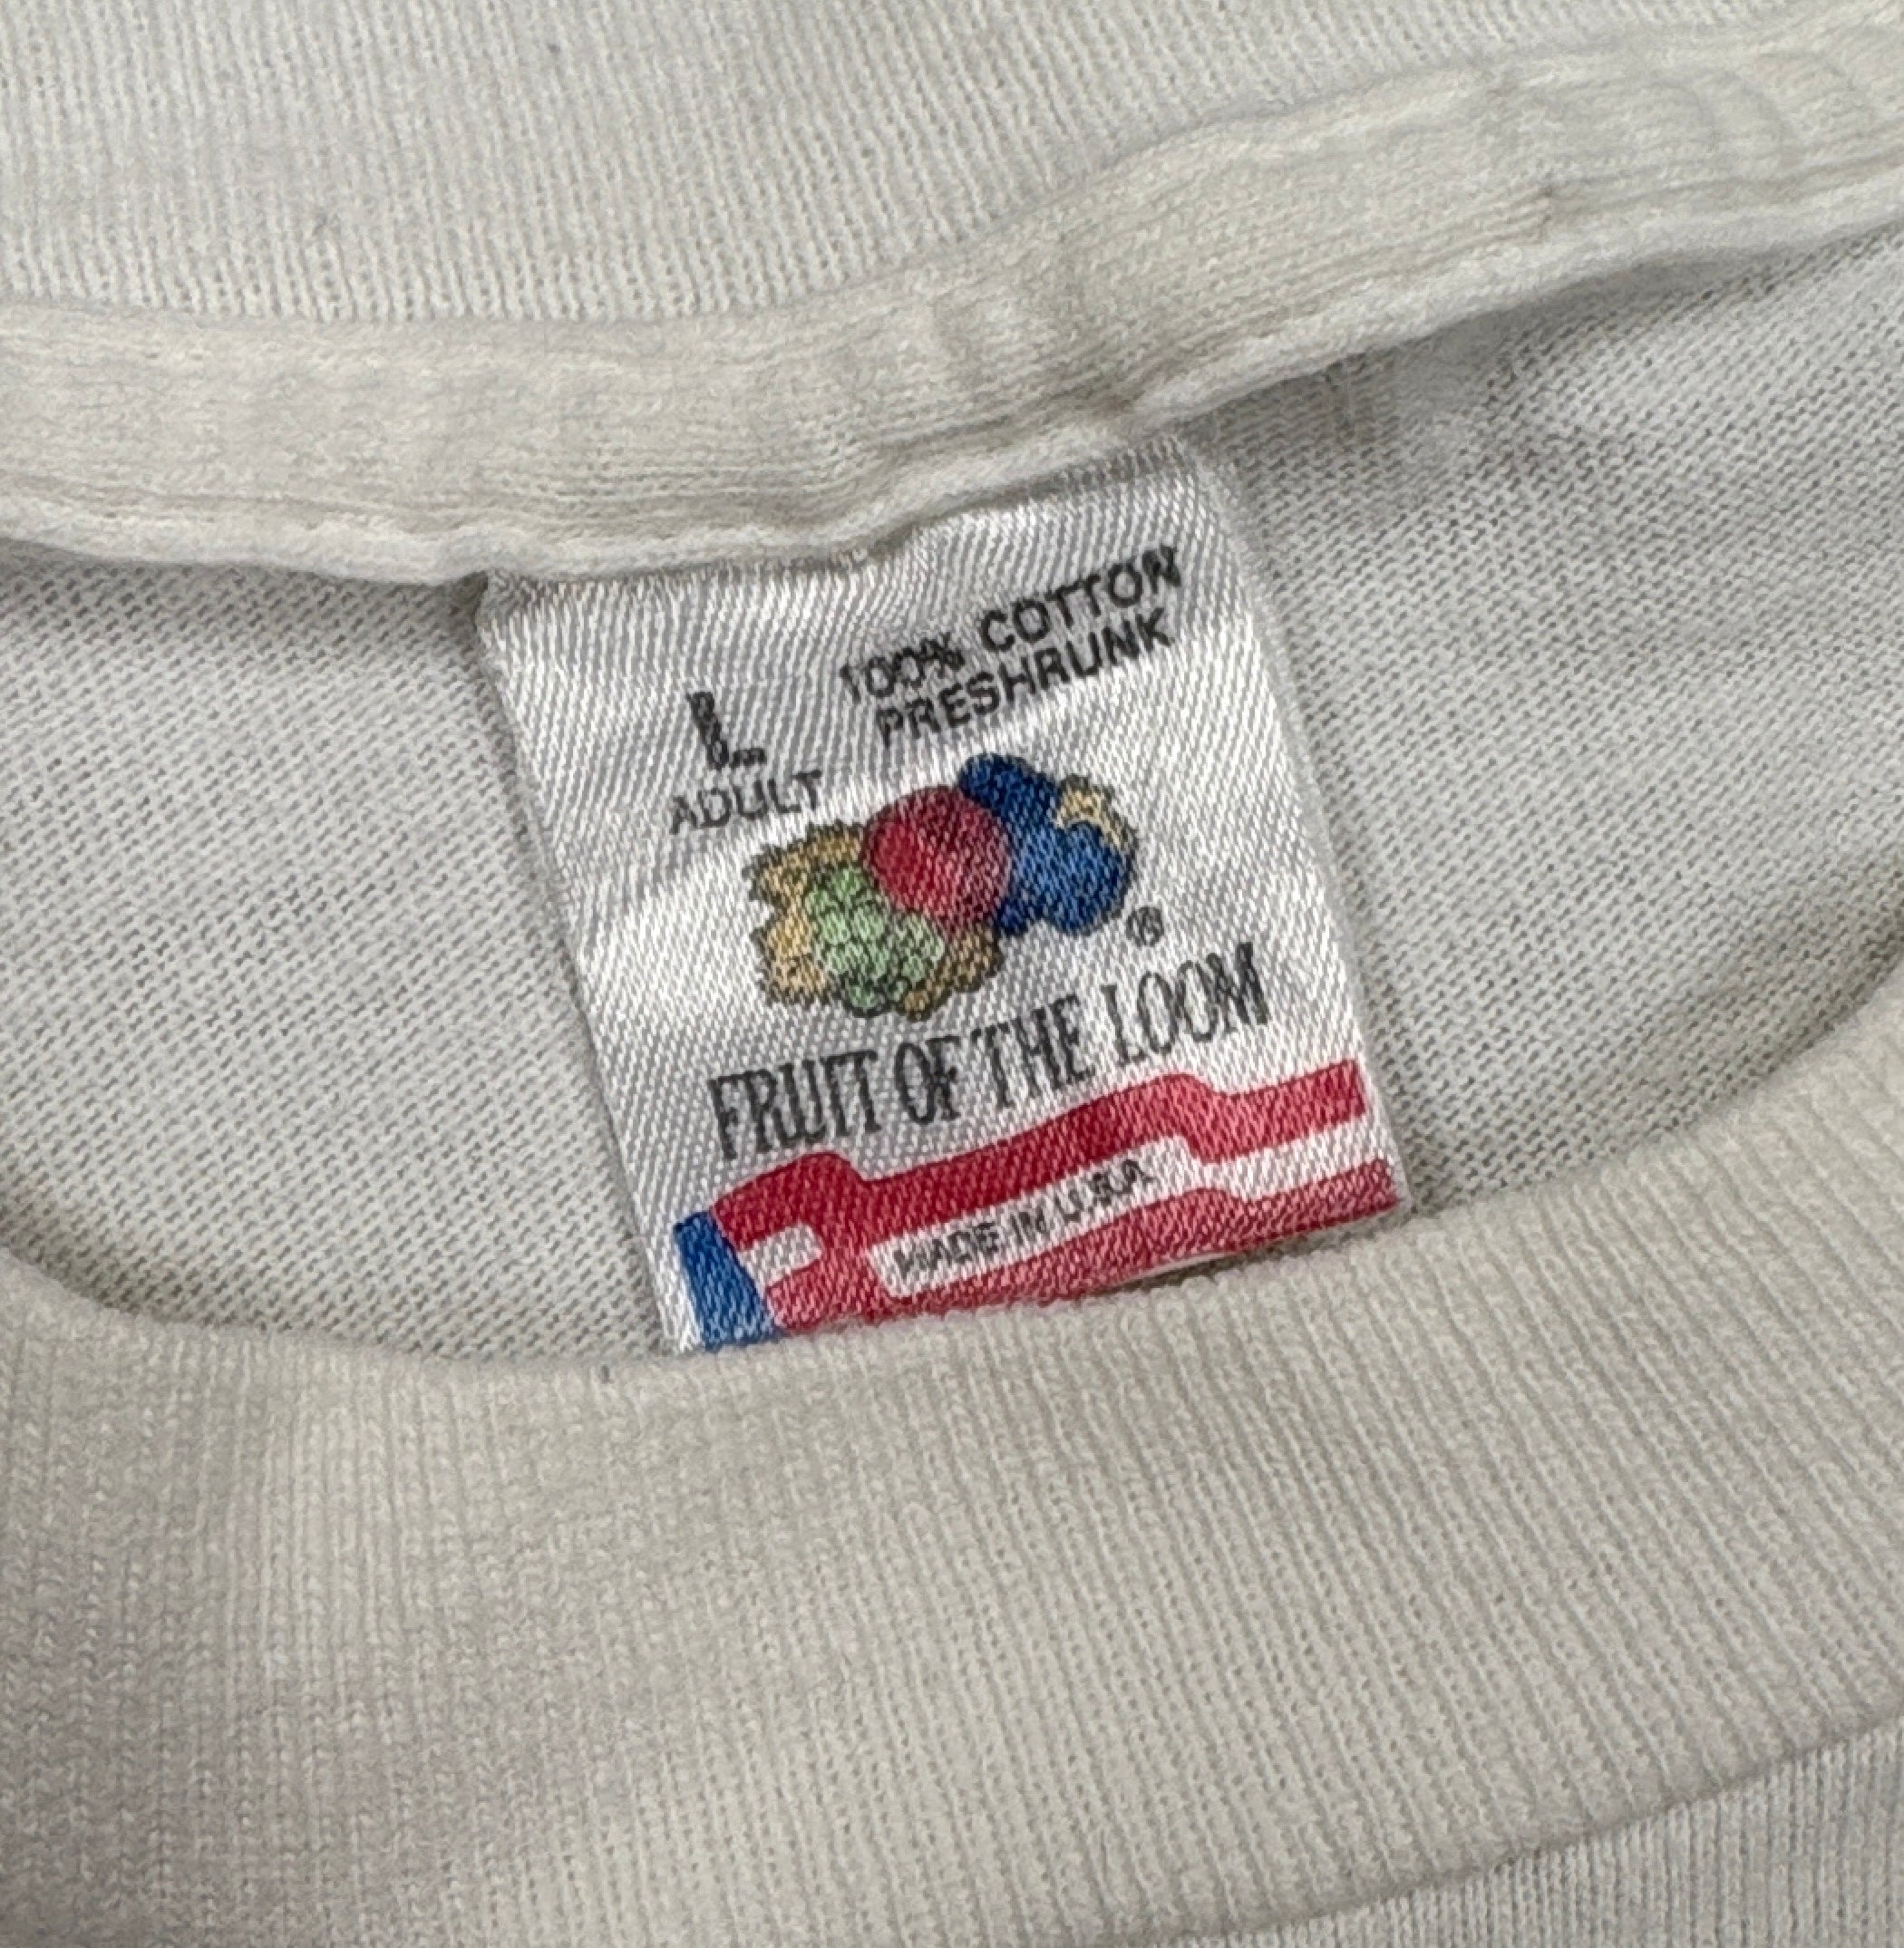 100% COTTON
PRESHRUNK
L
ADULT
®
FRUIT OF THE LOOM
MADE IN U.S.A.